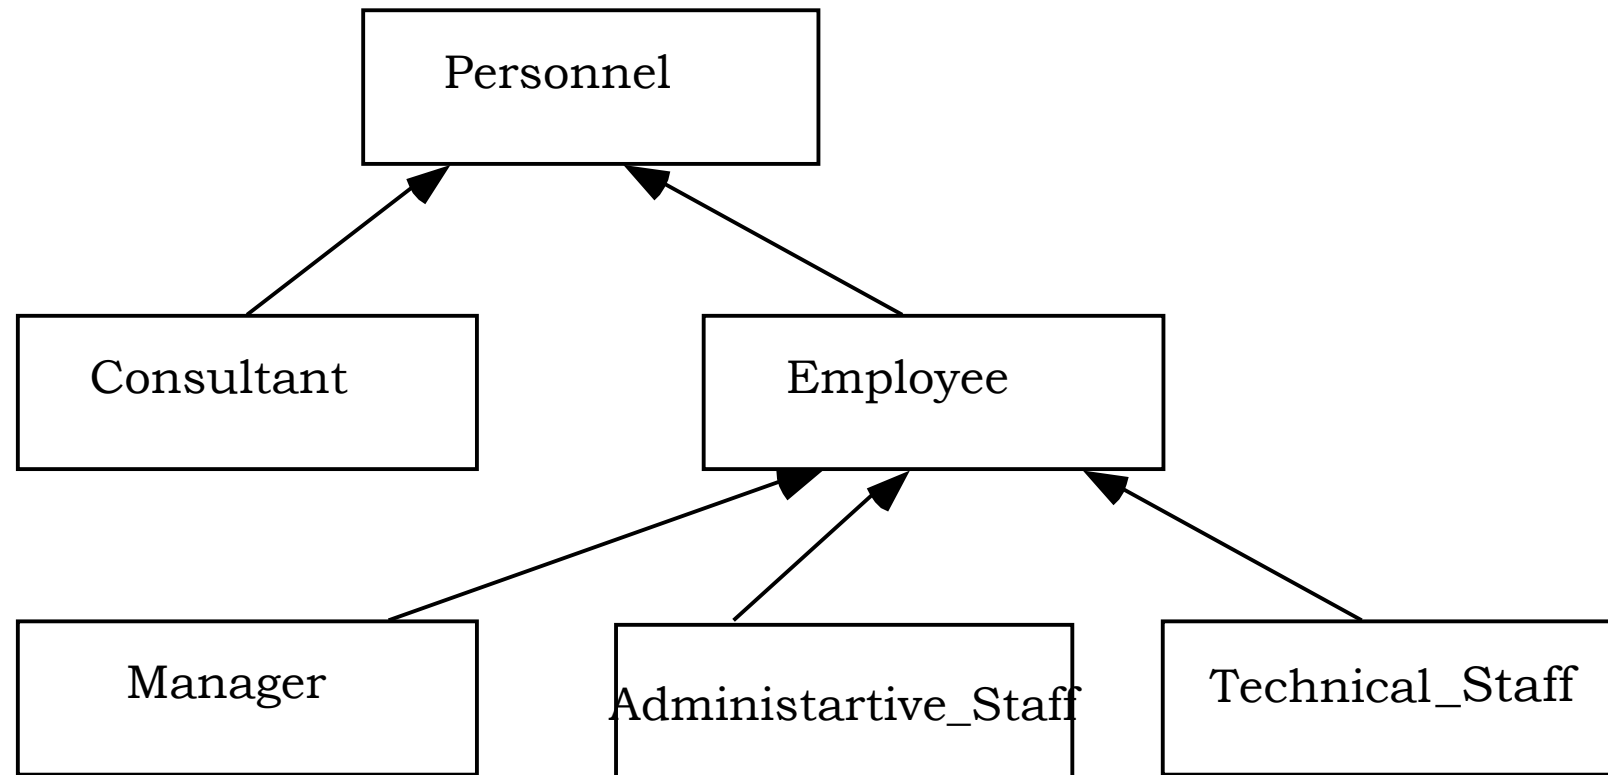 Personnel
Consultant
Employee
Manager
Administartive_Staff
Technical_Staff